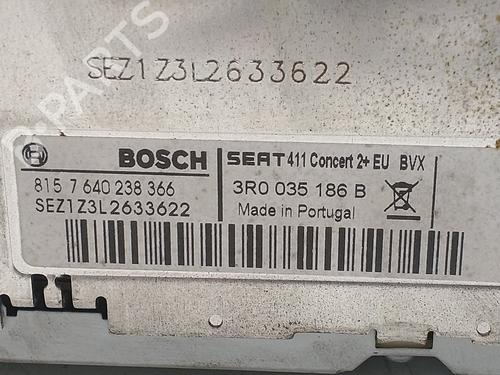 PARTS
SEZ1Z3L2633622
BOSCH
SEAT 411 Concert 2+ EU BVX
815 7 640 238 366
3R0 035 186 B
SEZ1Z3L2633622
Made in Portugal